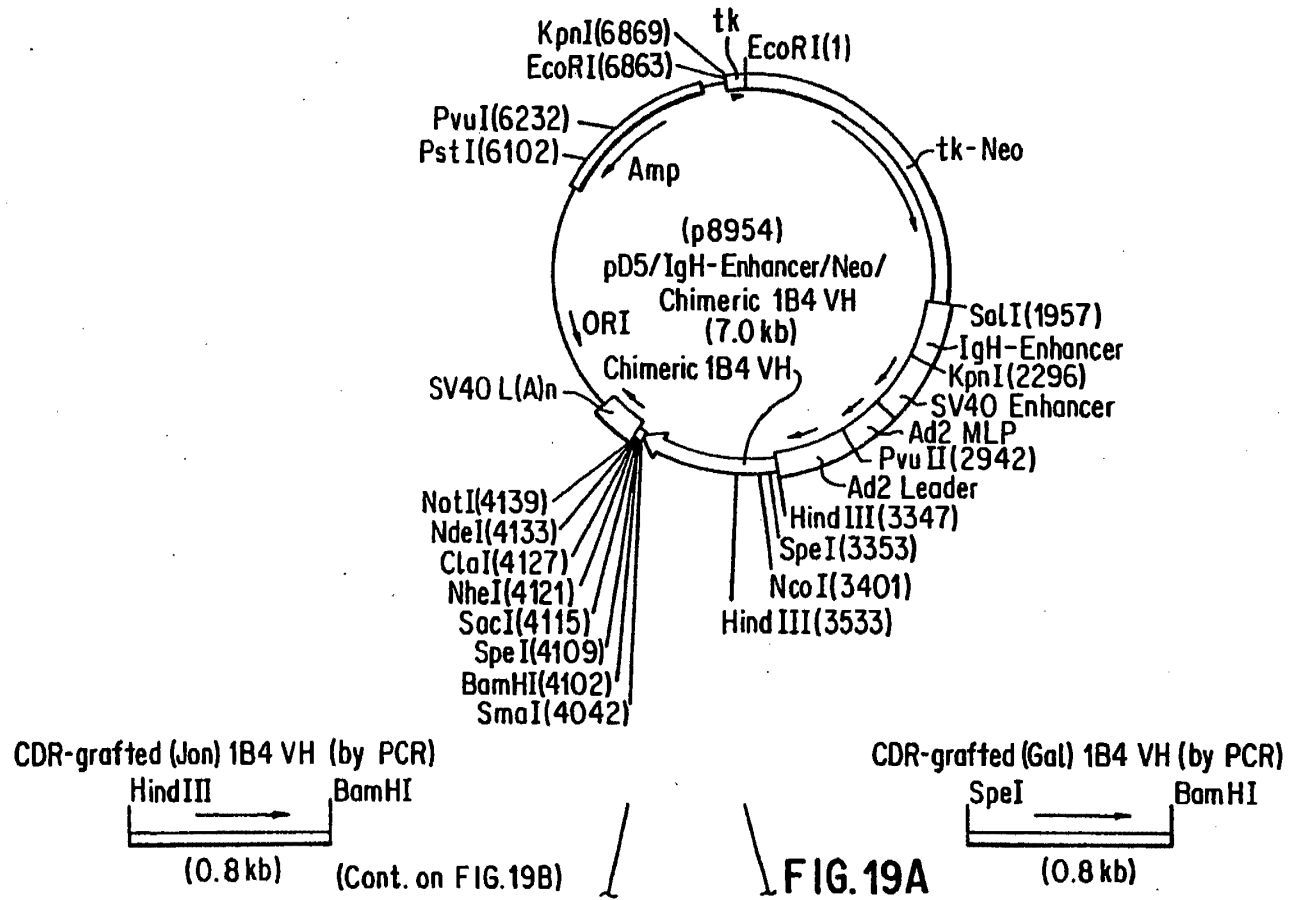 tk
KpnI(6869)
EcoRI(1)
EcoRI(6863)
PvuI(6232)
PstI(6102)
Amp
tk-Neo
(p8954)
pD5/IgH-Enhancer/Neo/
Chimeric 1B4 VH
(7.0 kb)
Chimeric 1B4 VH
ORI
SV40 L(A)n
SalI(1957)
IgH-Enhancer
KpnI(2296)
SV40 Enhancer
Ad2 MLP
PvuII(2942)
Ad2 Leader
HindIII(3347)
SpeI(3353)
NcoI(3401)
HindIII(3533)
NotI(4139)
NdeI(4133)
ClaI(4127)
NheI(4121)
SacI(4115)
SpeI(4109)
BamHI(4102)
SmaI(4042)
CDR-grafted (Jon) 1B4 VH (by PCR)
HindIII
BamHI
(0.8 kb)
(Cont. on FIG.19B)
FIG.19A
CDR-grafted (Gal) 1B4 VH (by PCR)
SpeI
BamHI
(0.8 kb)